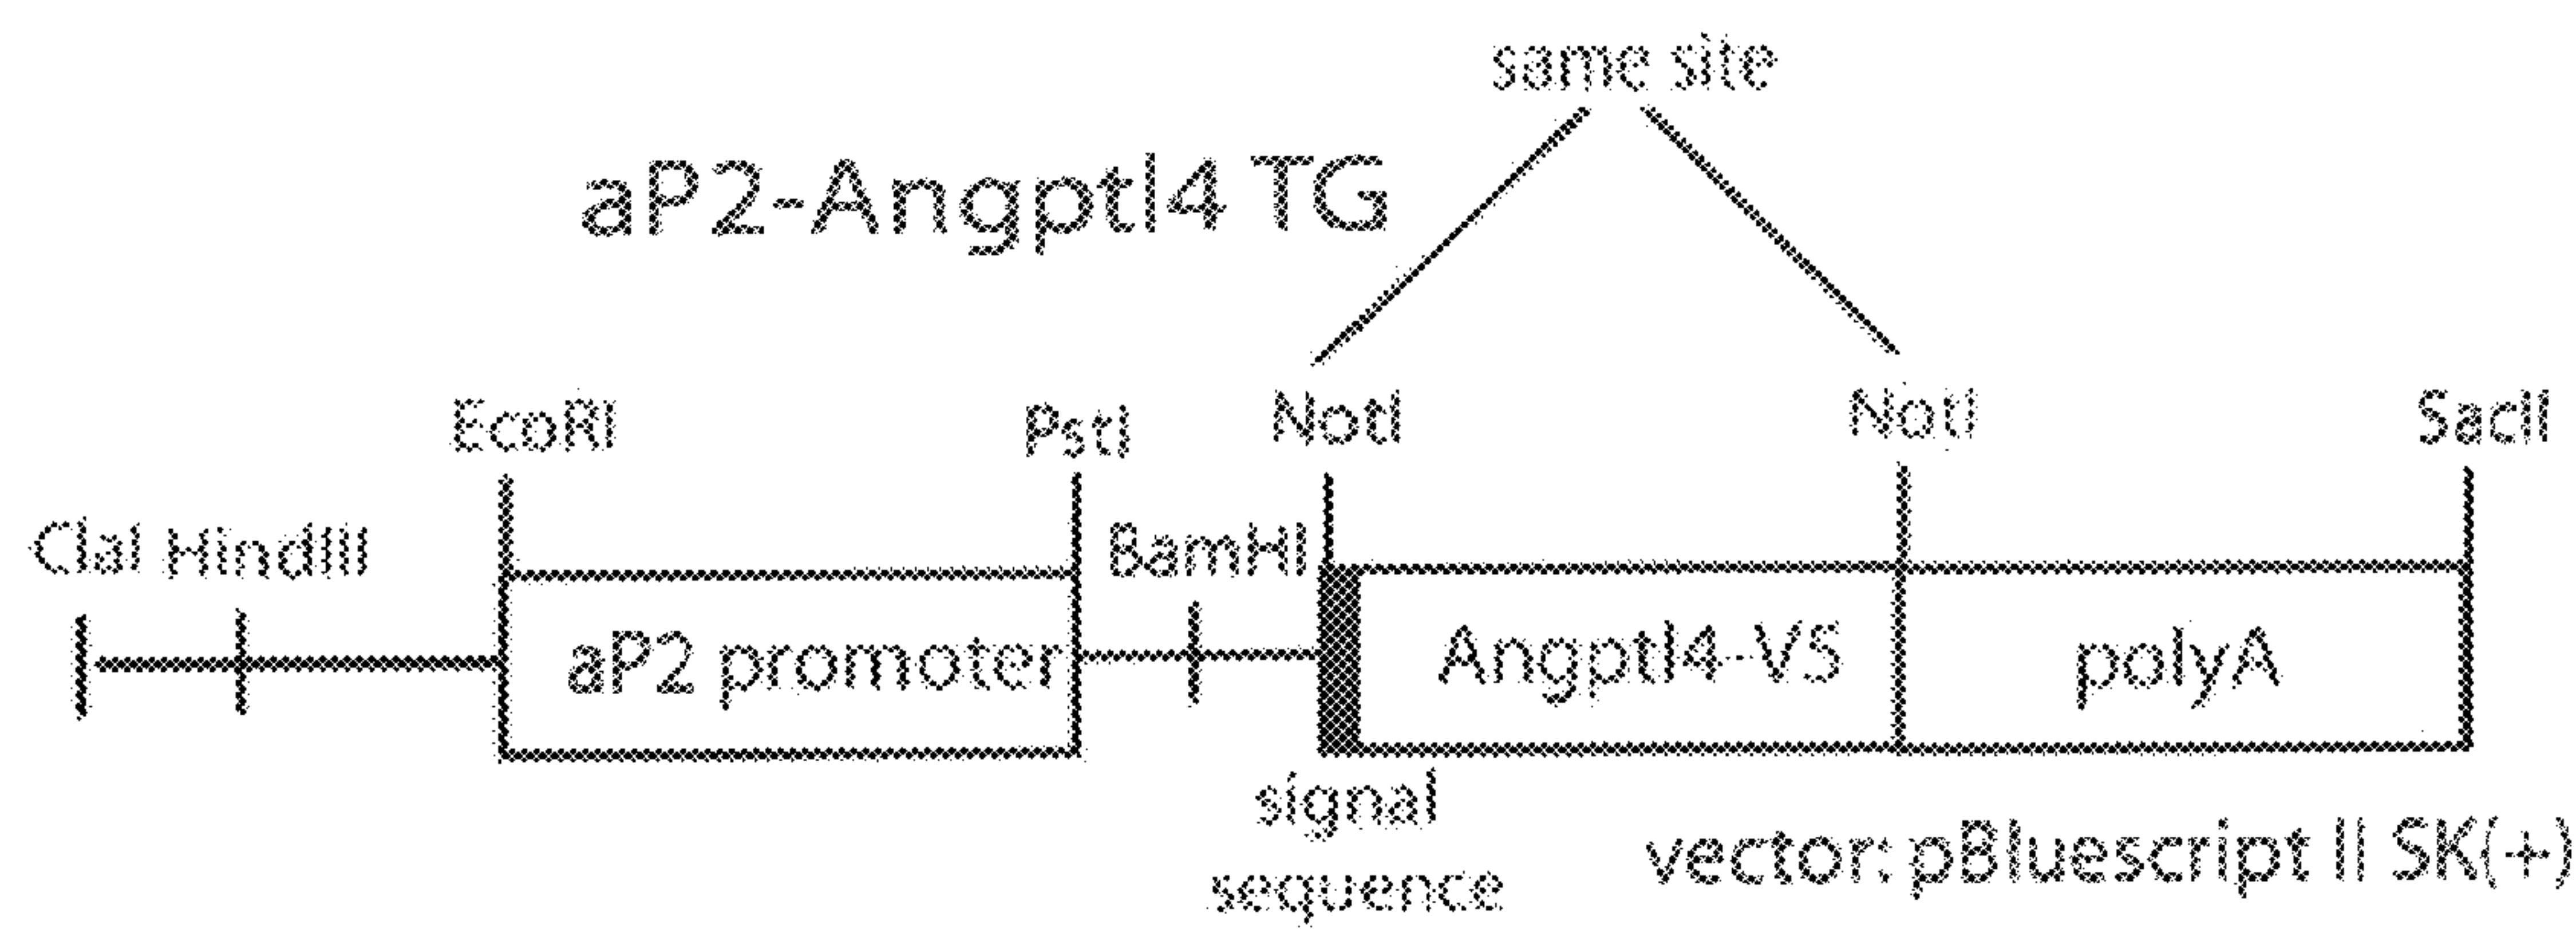 same site
aP2-Angptl4 TG
EcoRI PstI NotI NotI SacII
ClaI HindIII BamHI
aP2 promoter Angptl4-V5 polyA
signal
sequence
vector: pBluescript II SK(+)